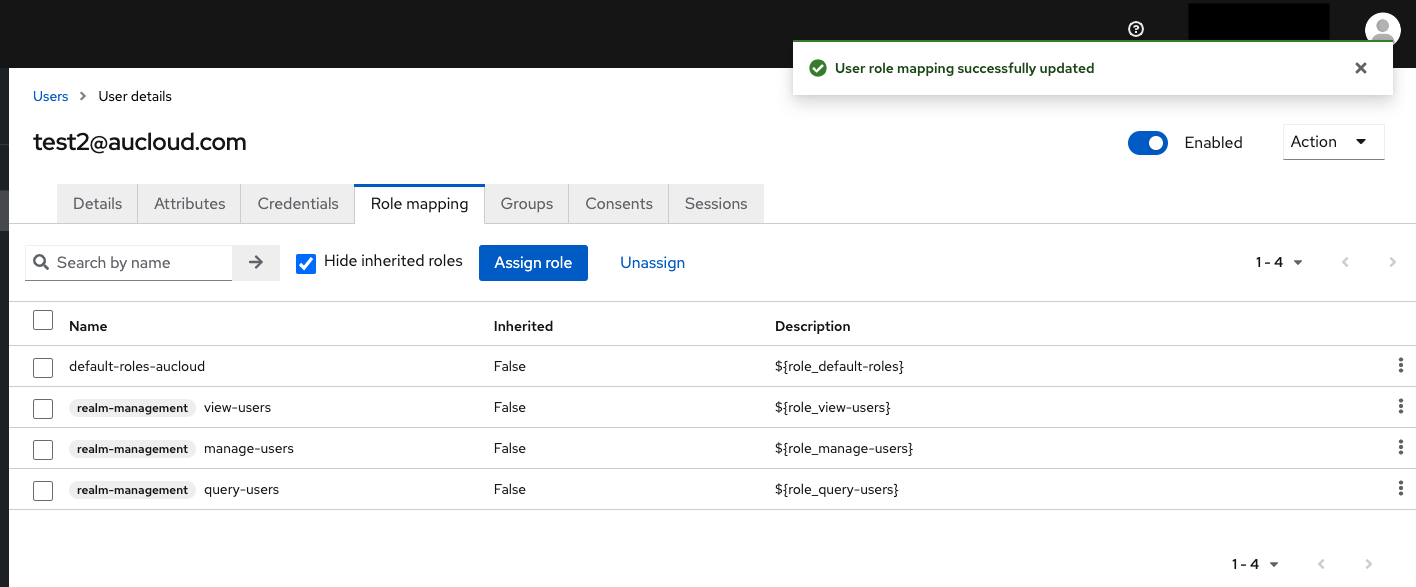 User role mapping successfully updated
Users > User details
test2@aucloud.com
Enabled
Action
Details Attributes Credentials Role mapping Groups Consents Sessions
Search by name Hide inherited roles Assign role Unassign 1 - 4
Name Inherited Description
default-roles-aucloud False ${role_default-roles}
realm-management view-users False ${role_view-users}
realm-management manage-users False ${role_manage-users}
realm-management query-users False ${role_query-users}
1 - 4